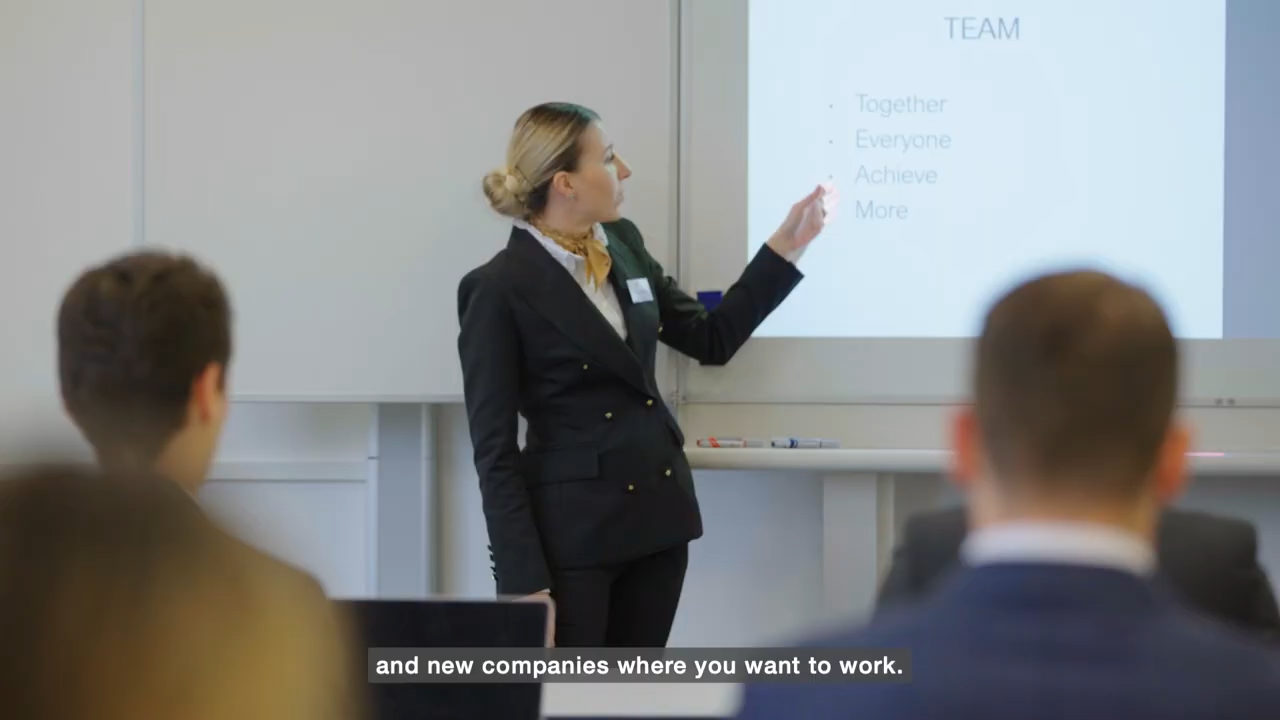 TEAM
· Together
· Everyone
· Achieve
More
and new companies where you want to work.